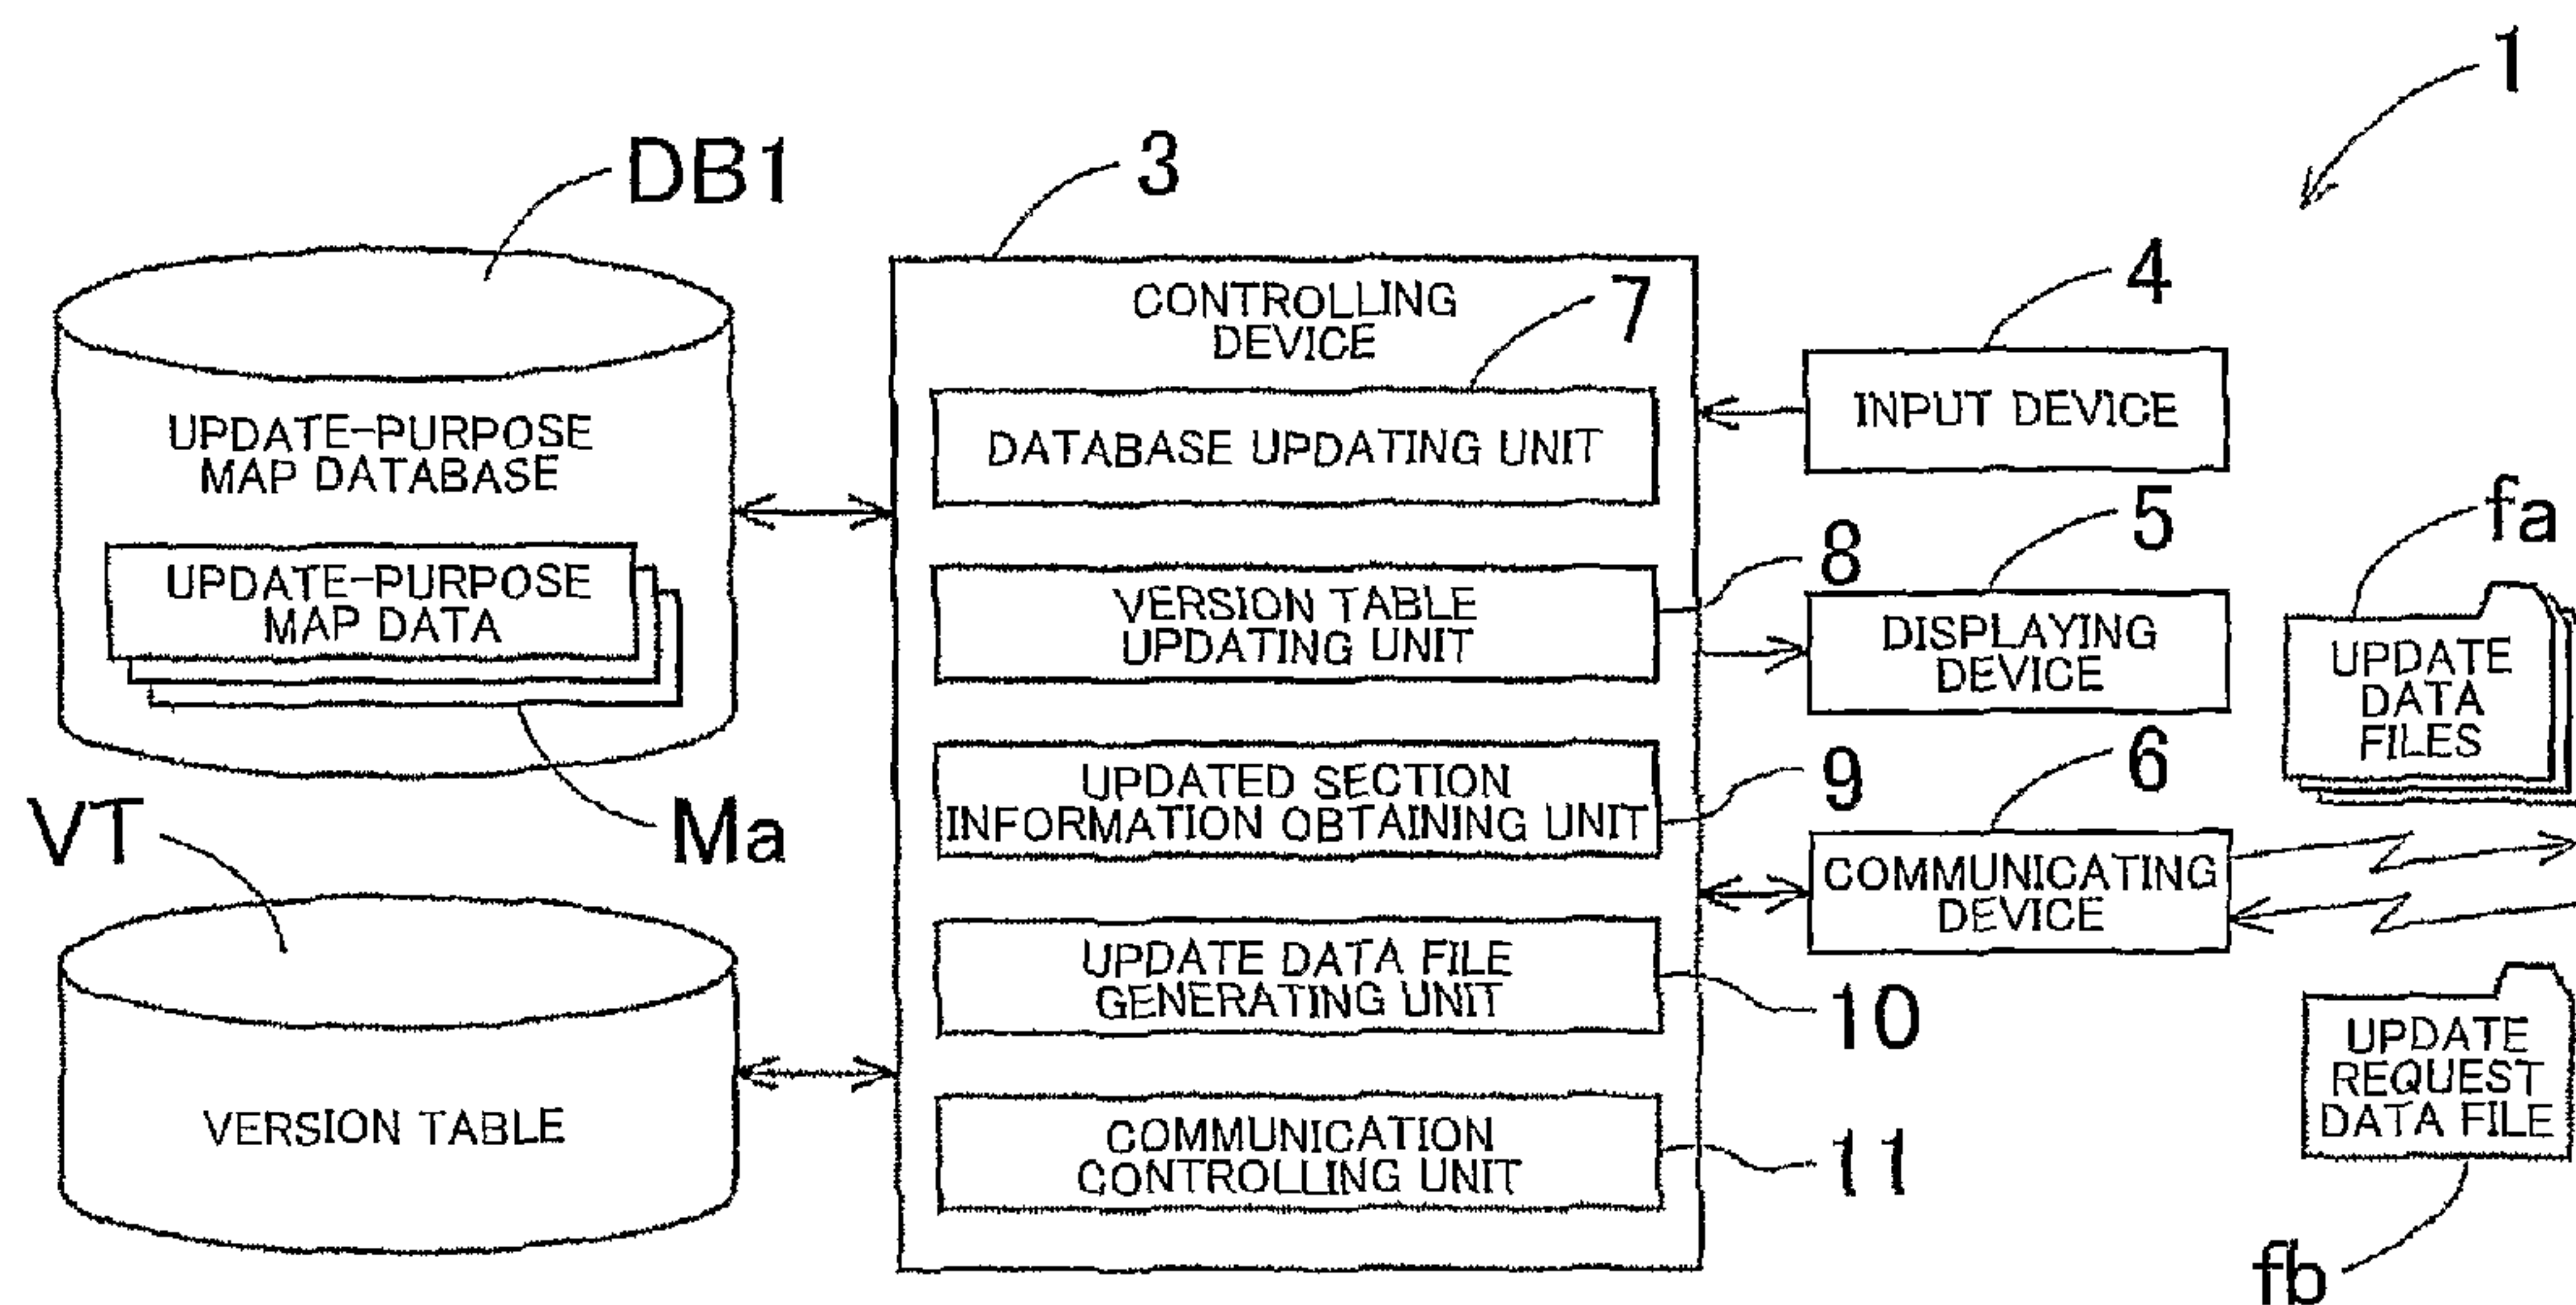 1
DB1
3
4
CONTROLLING
DEVICE
7
INPUT DEVICE
UPDATE-PURPOSE
MAP DATABASE
DATABASE UPDATING UNIT
5
fa
UPDATE-PURPOSE
MAP DATA
8
VERSION TABLE
UPDATING UNIT
DISPLAYING
DEVICE
UPDATE
DATA
FILES
VT
Ma
UPDATED SECTION
INFORMATION OBTAINING UNIT
9
6
COMMUNICATING
DEVICE
UPDATE DATA FILE
GENERATING UNIT
10
UPDATE
REQUEST
DATA FILE
VERSION TABLE
COMMUNICATION
CONTROLLING UNIT
11
fb